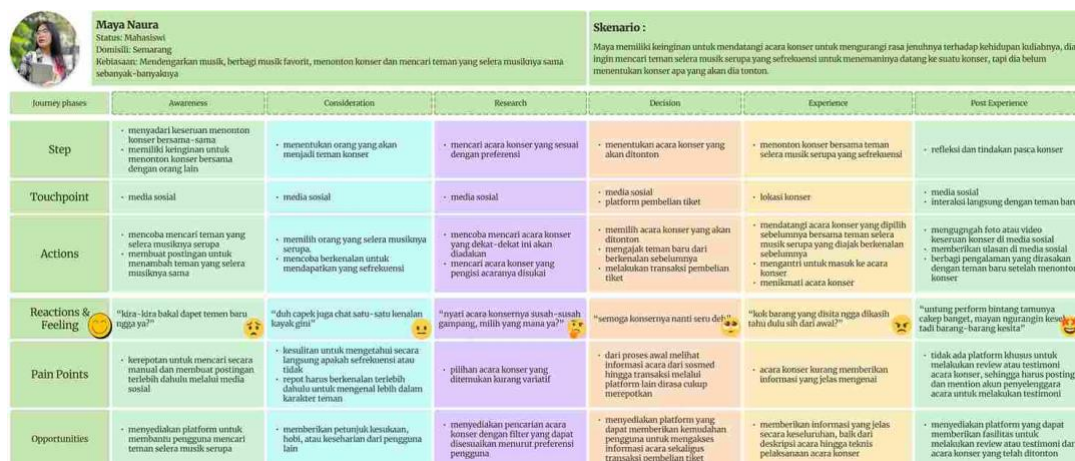 Maya Naura
Status: Mahasiswi
Domisili: Semarang
Kebiasaan: Mendengarkan musik, berbagi musik favorit, menonton konser dan mencari teman yang selera musiknya sama
sebanyak-banyaknya
Skenario :
Maya memiliki keinginan untuk mendatangi acara konser untuk mengurangi rasa jenuhnya terhadap kehidupan kuliahnya, dia
ingin mencari teman selera musik serupa yang sefrekuensi untuk menemaninya datang ke suatu konser, tapi dia belum
menentukan konser apa yang akan dia tonton.
Journey phases
Awareness
Consideration
Research
Decision
Experience
Post Experience
Step
• menyadari keseruan menonton
konser bersama-sama
• memiliki keinginan untuk
menonton konser bersama
dengan orang lain
• menentukan orang yang akan
menjadi teman konser
• mencari acara konser yang sesuai
dengan preferensi
• menentukan acara konser yang
akan ditonton
• menonton konser bersama teman
selera musik serupa yang sefrekuensi
• refleksi dan tindakan pasca konser
Touchpoint
• media sosial
• media sosial
• media sosial
• media sosial
• platform pembelian tiket
• lokasi konser
• media sosial
• interaksi langsung dengan teman baru
Actions
• mencoba mencari teman yang
selera musiknya serupa
• membuat postingan untuk
menambah teman yang selera
musiknya sama
• memilih orang yang selera musiknya
serupa.
• mencoba berkenalan untuk
mendapatkan yang sefrekuensi
• mencoba mencari acara konser
yang dekat-dekat ini akan
diadakan
• mencari acara konser yang
pengisi acaranya disukai
• memilih acara konser yang akan
ditonton
• mengajak teman baru dari
berkenalan sebelumnya
• melakukan transaksi pembelian
tiket
• mendatangi acara konser yang dipilih
sebelumnya bersama teman selera
musik serupa yang diajak berkenalan
sebelumnya
• mengantri untuk masuk ke acara
konser
• menikmati acara konser
• mengungah foto atau video
keseruan konser di media sosial
• memberikan ulasan di media sosial
• berbagi pengalaman yang dirasakan
dengan teman baru setelah menonton
konser
Reactions &
Feeling
"kira-kira bakal dapet temen baru
ngga ya?"
"duh capek juga chat satu-satu kenalan
kayak gini"
"nyari acara konsernya susah-susah
gampang, milih yang mana ya?"
"semoga konsernya nanti seru deh"
"kok barang yang disita ngga dikasih
tahu dulu sih dari awal?"
"untung perform bintang tamunya
cakep banget, mayan ngurangin kesel
tadi barang-barang kesita"
Pain Points
• kerepotan untuk mencari secara
manual dan membuat postingan
terlebih dahulu melalui media
sosial
• kesulitan untuk mengetahui secara
langsung apakah sefrekuensi atau
tidak
• repot harus berkenalan terlebih
dahulu untuk mengenal lebih dalam
karakter teman
• pilihan acara konser yang
ditemukan kurang variatif
• dari proses awal melihat
informasi acara dari sosmed
hingga transaksi melalui
platform lain dirasa cukup
merepotkan
• acara konser kurang memberikan
informasi yang jelas mengenai
• tidak ada platform khusus untuk
melakukan review atau testimoni
acara konser, sehingga harus posting
dan mention akun penyelenggara
acara untuk melakukan testimoni
Opportunities
• menyediakan platform untuk
membantu pengguna mencari
teman selera musik serupa
• memberikan petunjuk kesukaan,
hobi, atau keseharian dari pengguna
lain
• menyediakan pencarian acara
konser dengan filter yang dapat
disesuaikan menurut preferensi
pengguna
• menyediakan platform yang
dapat memberikan kemudahan
pengguna untuk mengakses
informasi acara sekaligus
transaksi pembelian tiket
• memberikan informasi yang jelas
secara keseluruhan, baik dari
deskripsi acara hingga teknis
pelaksanaan acara konser
• menyediakan platform yang dapat
memberikan fasilitas untuk
melakukan review atau testimoni dari
acara konser yang telah ditonton